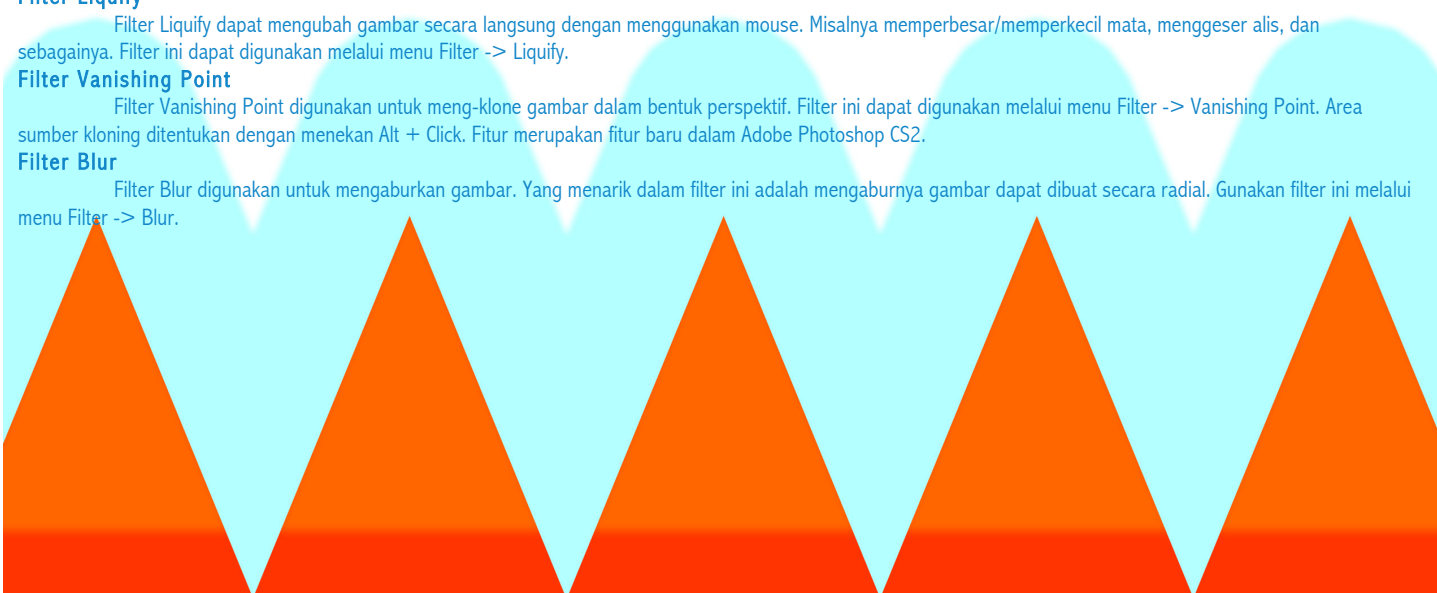 Filter Liquify
Filter Liquify dapat mengubah gambar secara langsung dengan menggunakan mouse. Misalnya memperbesar/memperkecil mata, menggeser alis, dan
sebagainya. Filter ini dapat digunakan melalui menu Filter -> Liquify.
Filter Vanishing Point
Filter Vanishing Point digunakan untuk meng-klone gambar dalam bentuk perspektif. Filter ini dapat digunakan melalui menu Filter -> Vanishing Point. Area
sumber kloning ditentukan dengan menekan Alt + Click. Fitur merupakan fitur baru dalam Adobe Photoshop CS2.
Filter Blur
Filter Blur digunakan untuk mengaburkan gambar. Yang menarik dalam filter ini adalah mengaburnya gambar dapat dibuat secara radial. Gunakan filter ini melalui
menu Filter -> Blur.